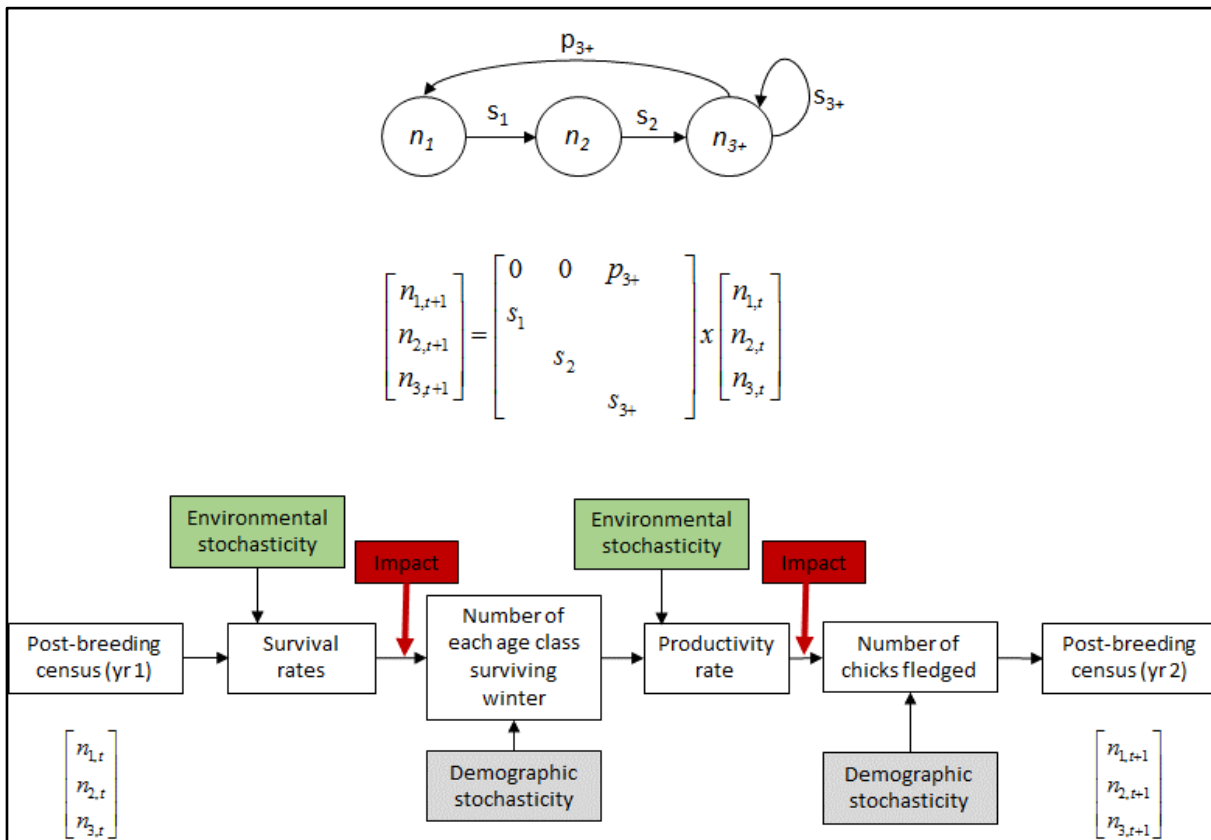 p3+
s1
s2
s3+
n1
n2
n3+
n1,t+1
n2,t+1
n3,t+1
=
0 0 p3+
s1
s2
s3+
x
n1,t
n2,t
n3,t
Environmental
stochasticity
Impact
Environmental
stochasticity
Impact
Post-breeding
census (yr 1)
Survival
rates
Number of
each age class
surviving
winter
Productivity
rate
Number of
chicks fledged
Post-breeding
census (yr 2)
Demographic
stochasticity
Demographic
stochasticity
n1,t
n2,t
n3,t
n1,t+1
n2,t+1
n3,t+1